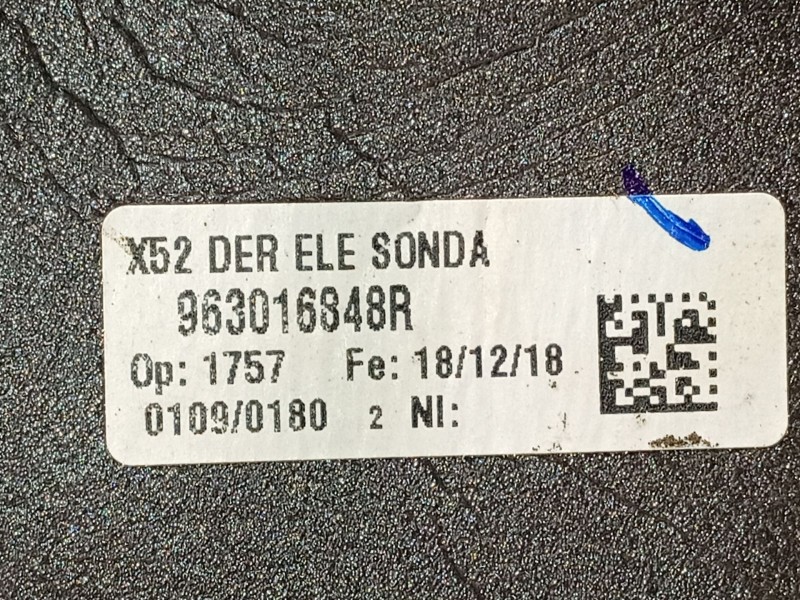 X52 DER ELE SONDA
963016848R
Op: 1757 Fe: 18/12/18
0109/0180 2 NI: